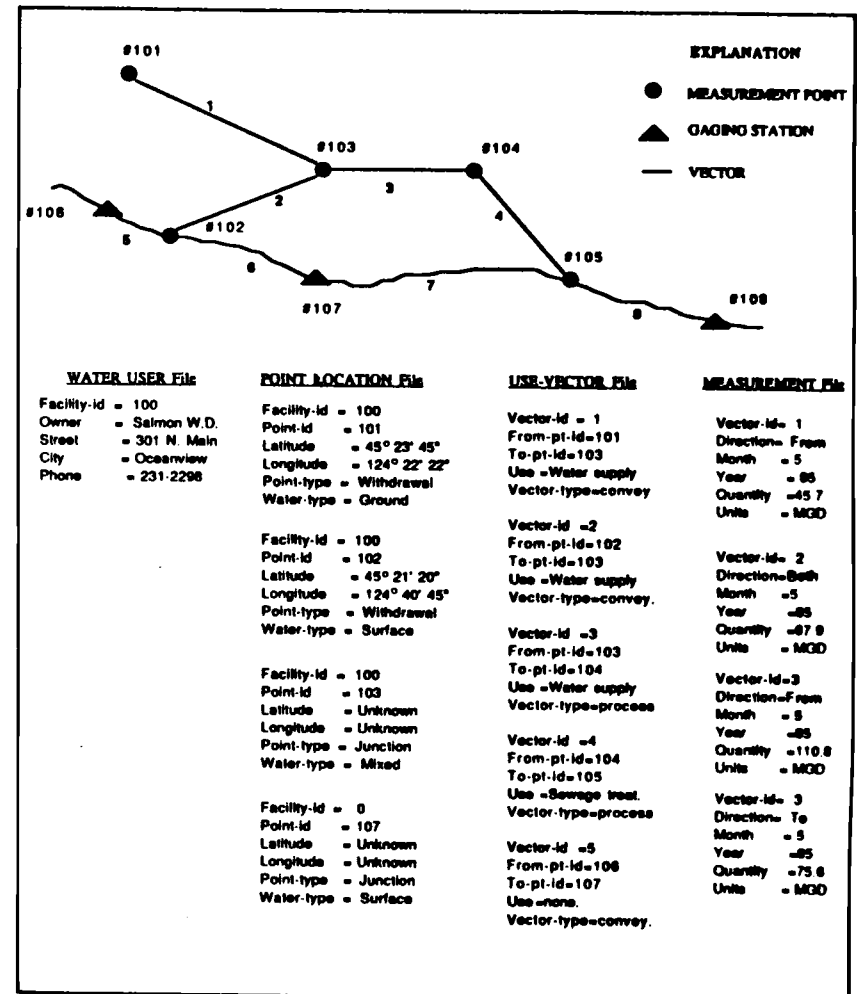 #101
EXPLANATION
MEASUREMENT POINT
GAGING STATION
VECTOR
1
#103
#104
3
2
4
#106
#102
5
6
#107
7
#105
8
#108
WATER USER File
Facility-id = 100
Owner = Salmon W.D.
Street = 301 N. Main
City = Oceanview
Phone = 231-2298
POINT LOCATION File
Facility-id = 100
Point-id = 101
Latitude = 45° 23' 45"
Longitude = 124° 22' 22"
Point-type = Withdrawal
Water-type = Ground
Facility-id = 100
Point-id = 102
Latitude = 45° 21' 20"
Longitude = 124° 40' 45"
Point-type = Withdrawal
Water-type = Surface
Facility-id = 100
Point-id = 103
Latitude = Unknown
Longitude = Unknown
Point-type = Junction
Water-type = Mixed
Facility-id = 0
Point-id = 107
Latitude = Unknown
Longitude = Unknown
Point-type = Junction
Water-type = Surface
USE-VECTOR File
Vector-id = 1
From-pt-id=101
To-pt-id=103
Use =Water supply
Vector-type=convey
Vector-id =2
From-pt-id=102
To-pt-id=103
Use =Water supply
Vector-type=convey.
Vector-id =3
From-pt-id=103
To-pt-id=104
Use =Water supply
Vector-type=process
Vector-id =4
From-pt-id=104
To-pt-id=105
Use =Sewage treat.
Vector-type=process
Vector-id =5
From-pt-id=106
To-pt-id=107
Use =none.
Vector-type=convey.
MEASUREMENT File
Vector-id= 1
Direction= From
Month = 5
Year =
Quantity =45.7
Units = MGD
Vector-id= 2
Direction=Both
Month =5
Year =
Quantity =
Units = MGD
Vector-id=3
Direction=From
Month = 5
Year =
Quantity =
Units = MGD
Vector-id= 3
Direction= To
Month = 5
Year =
Quantity =
Units = MGD